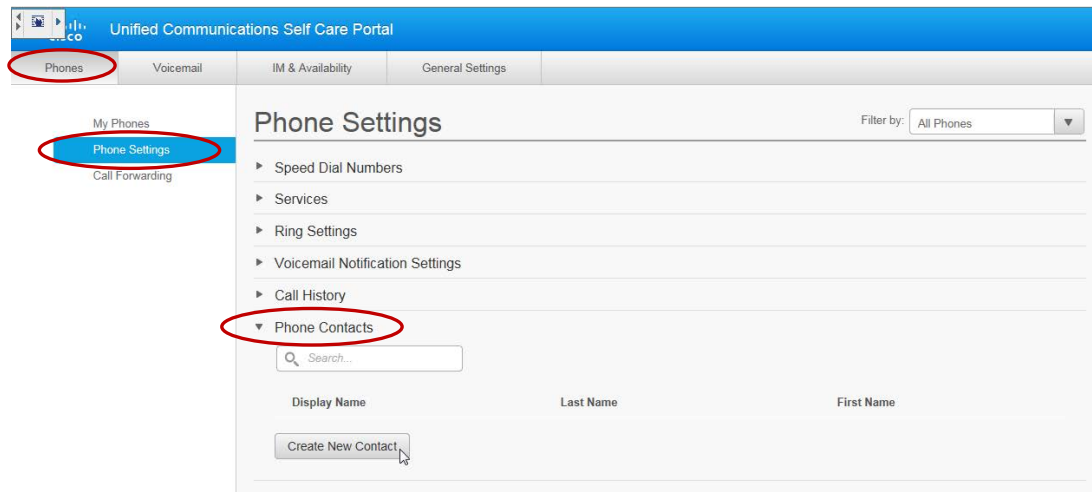 cisco Unified Communications Self Care Portal
Phones Voicemail IM & Availability General Settings
My Phones
Phone Settings
Call Forwarding
Phone Settings
Filter by: All Phones
Speed Dial Numbers
Services
Ring Settings
Voicemail Notification Settings
Call History
Phone Contacts
Search...
Display Name Last Name First Name
Create New Contact